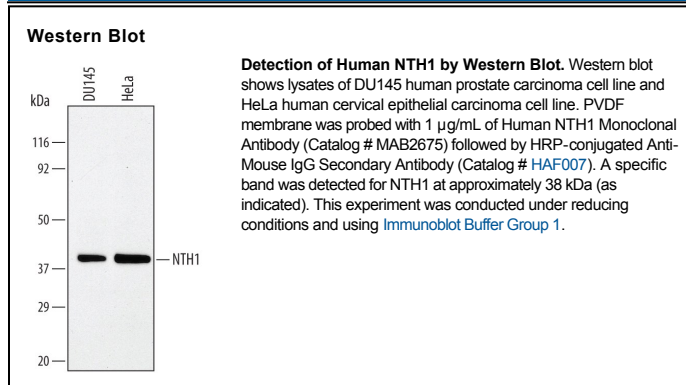 Western Blot
DU145
HeLa
kDa
116
92
50
37
29
20
NTH1
Detection of Human NTH1 by Western Blot. Western blot
shows lysates of DU145 human prostate carcinoma cell line and
HeLa human cervical epithelial carcinoma cell line. PVDF
membrane was probed with 1 µg/mL of Human NTH1 Monoclonal
Antibody (Catalog # MAB2675) followed by HRP-conjugated Anti-
Mouse IgG Secondary Antibody (Catalog # HAF007). A specific
band was detected for NTH1 at approximately 38 kDa (as
indicated). This experiment was conducted under reducing
conditions and using Immunoblot Buffer Group 1.